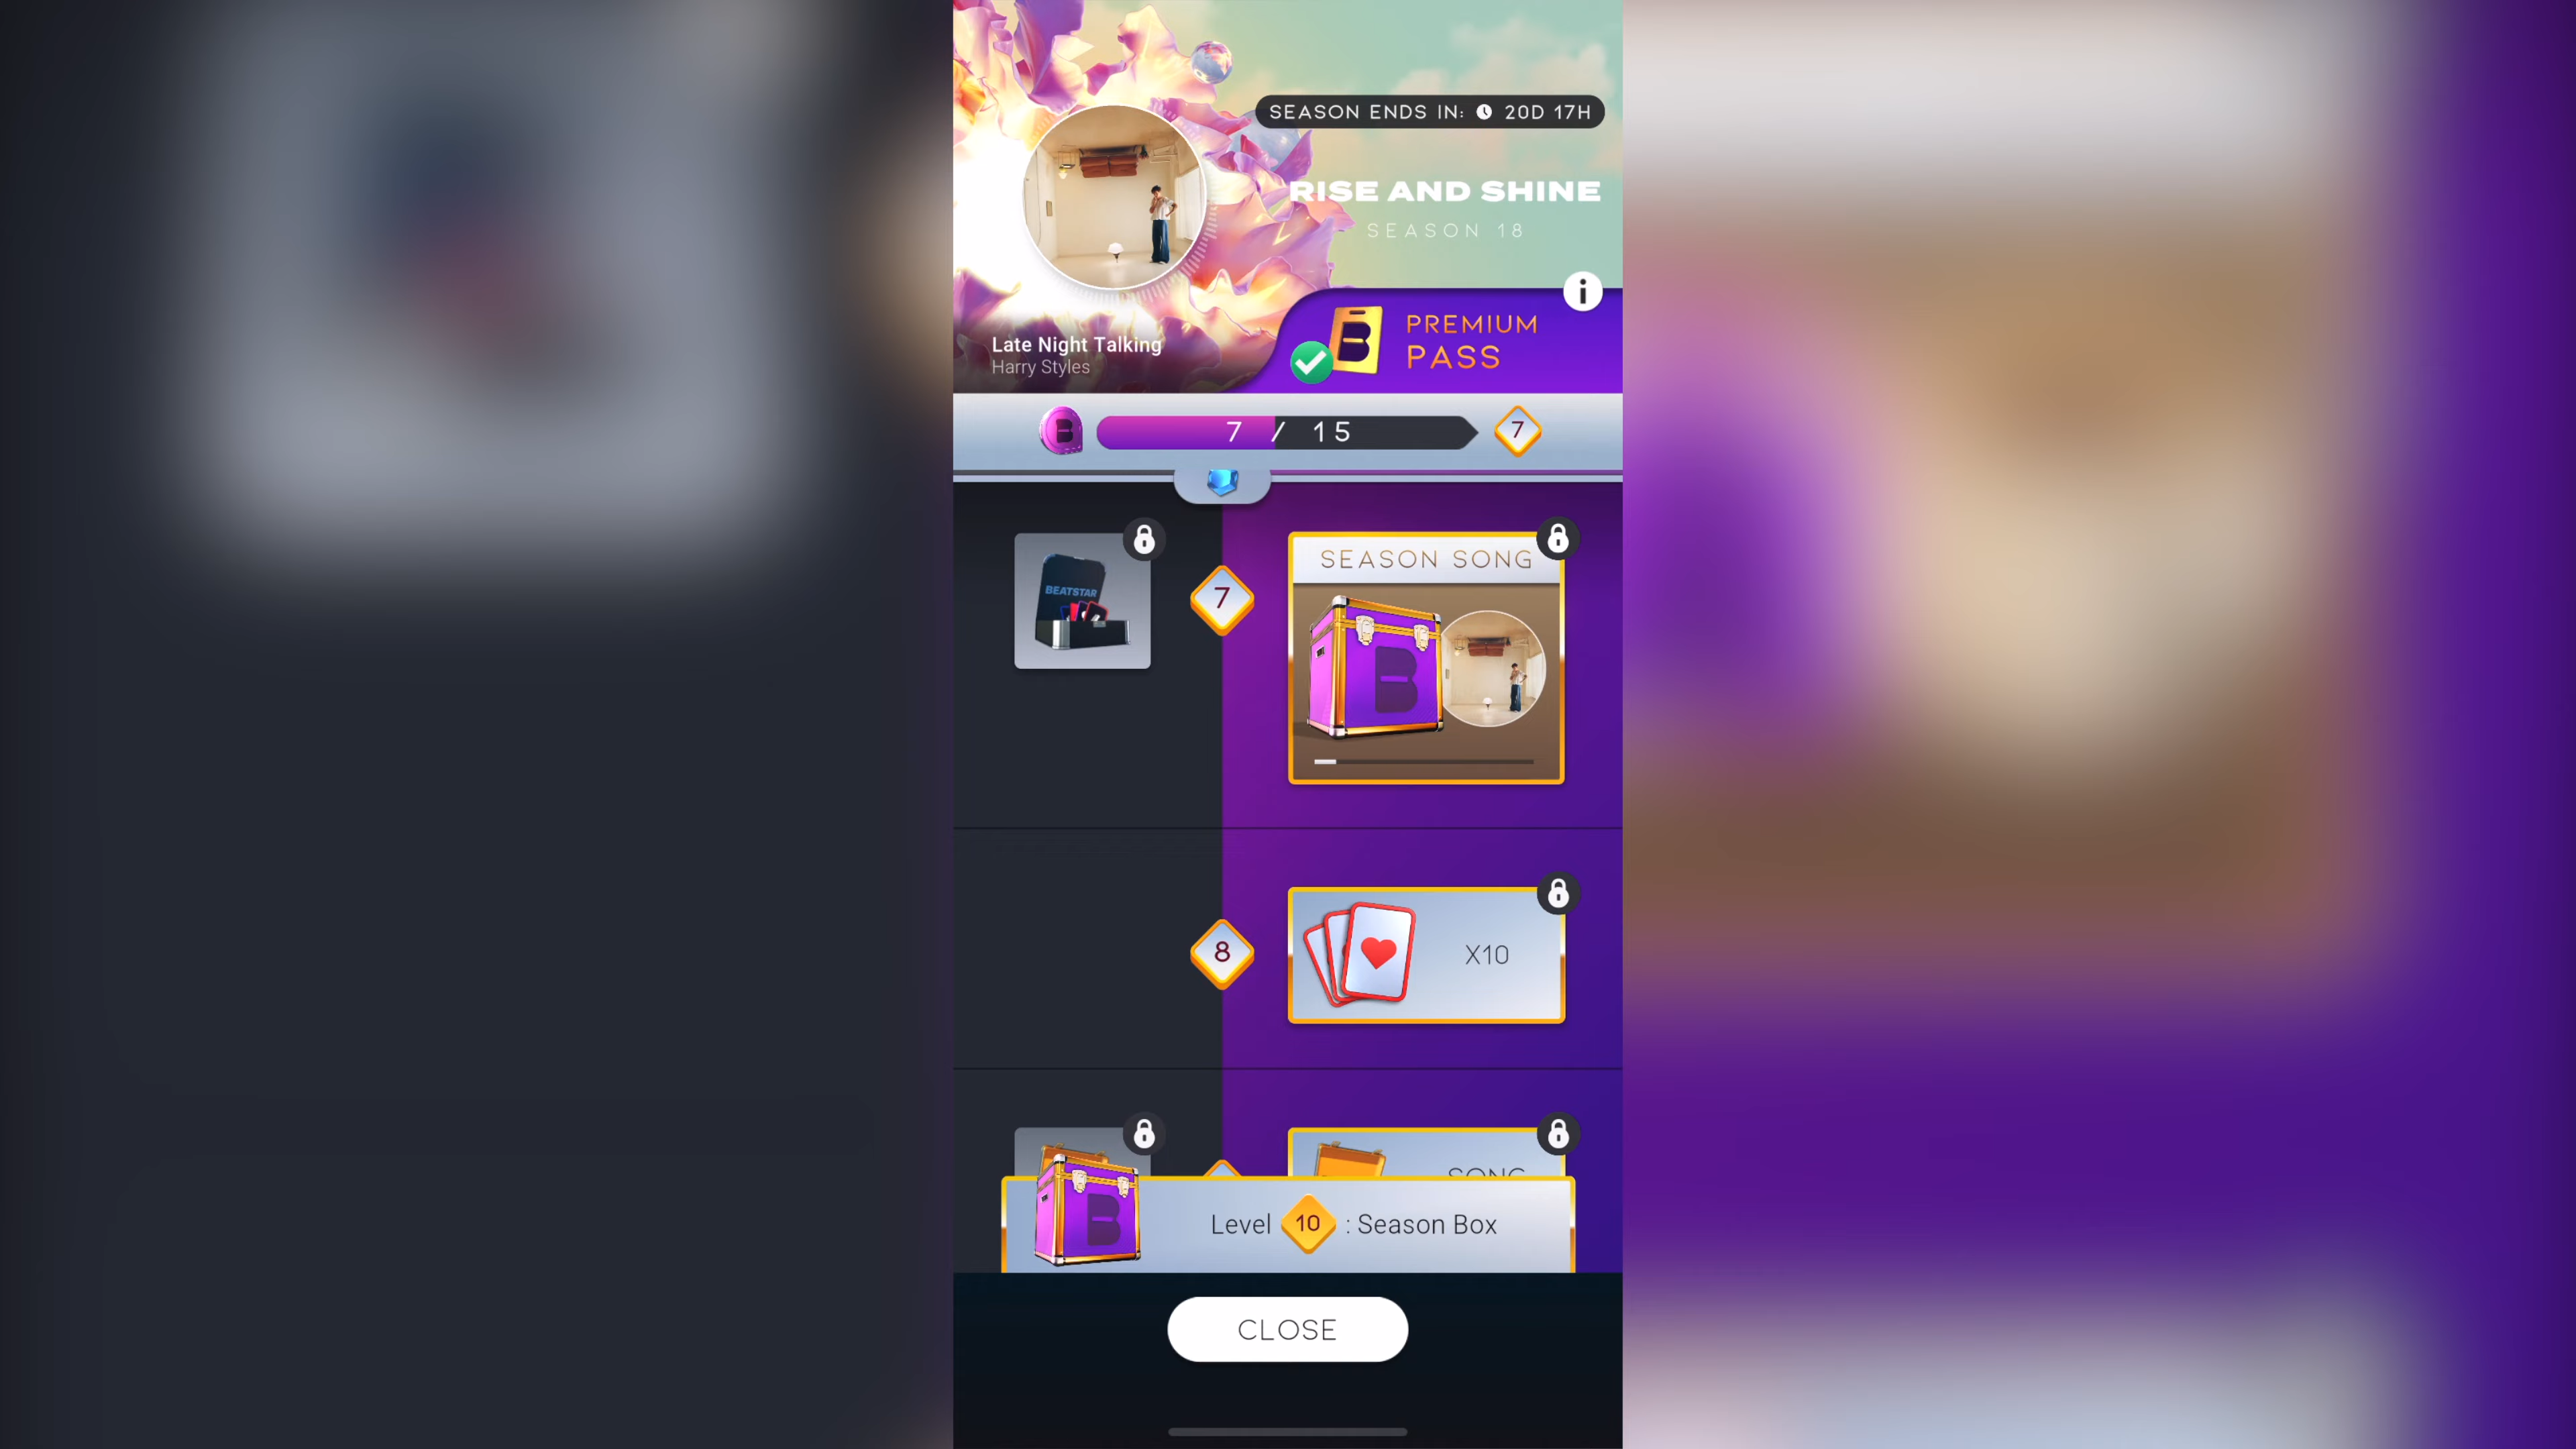 SEASON ENDS IN: 20D 17H
RISE AND SHINE
SEASON 18
PREMIUM
PASS
Late Night Talking
Harry Styles
7 / 15
7
BEATSTAR
7
SEASON SONG
8
X10
SONG
Level 10 : Season Box
CLOSE